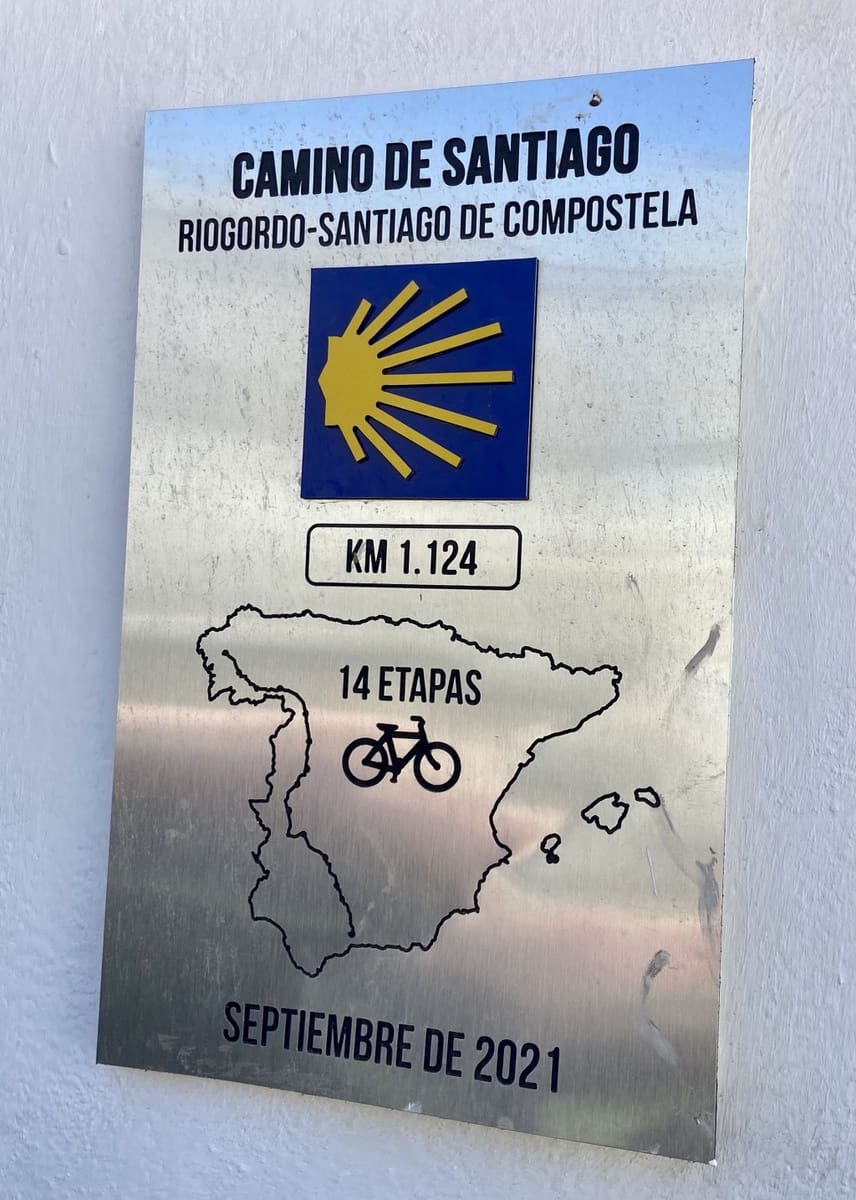 CAMINO DE SANTIAGO
RIOGORDO-SANTIAGO DE COMPOSTELA
KM 1.124
14 ETAPAS
SEPTIEMBRE DE 2021